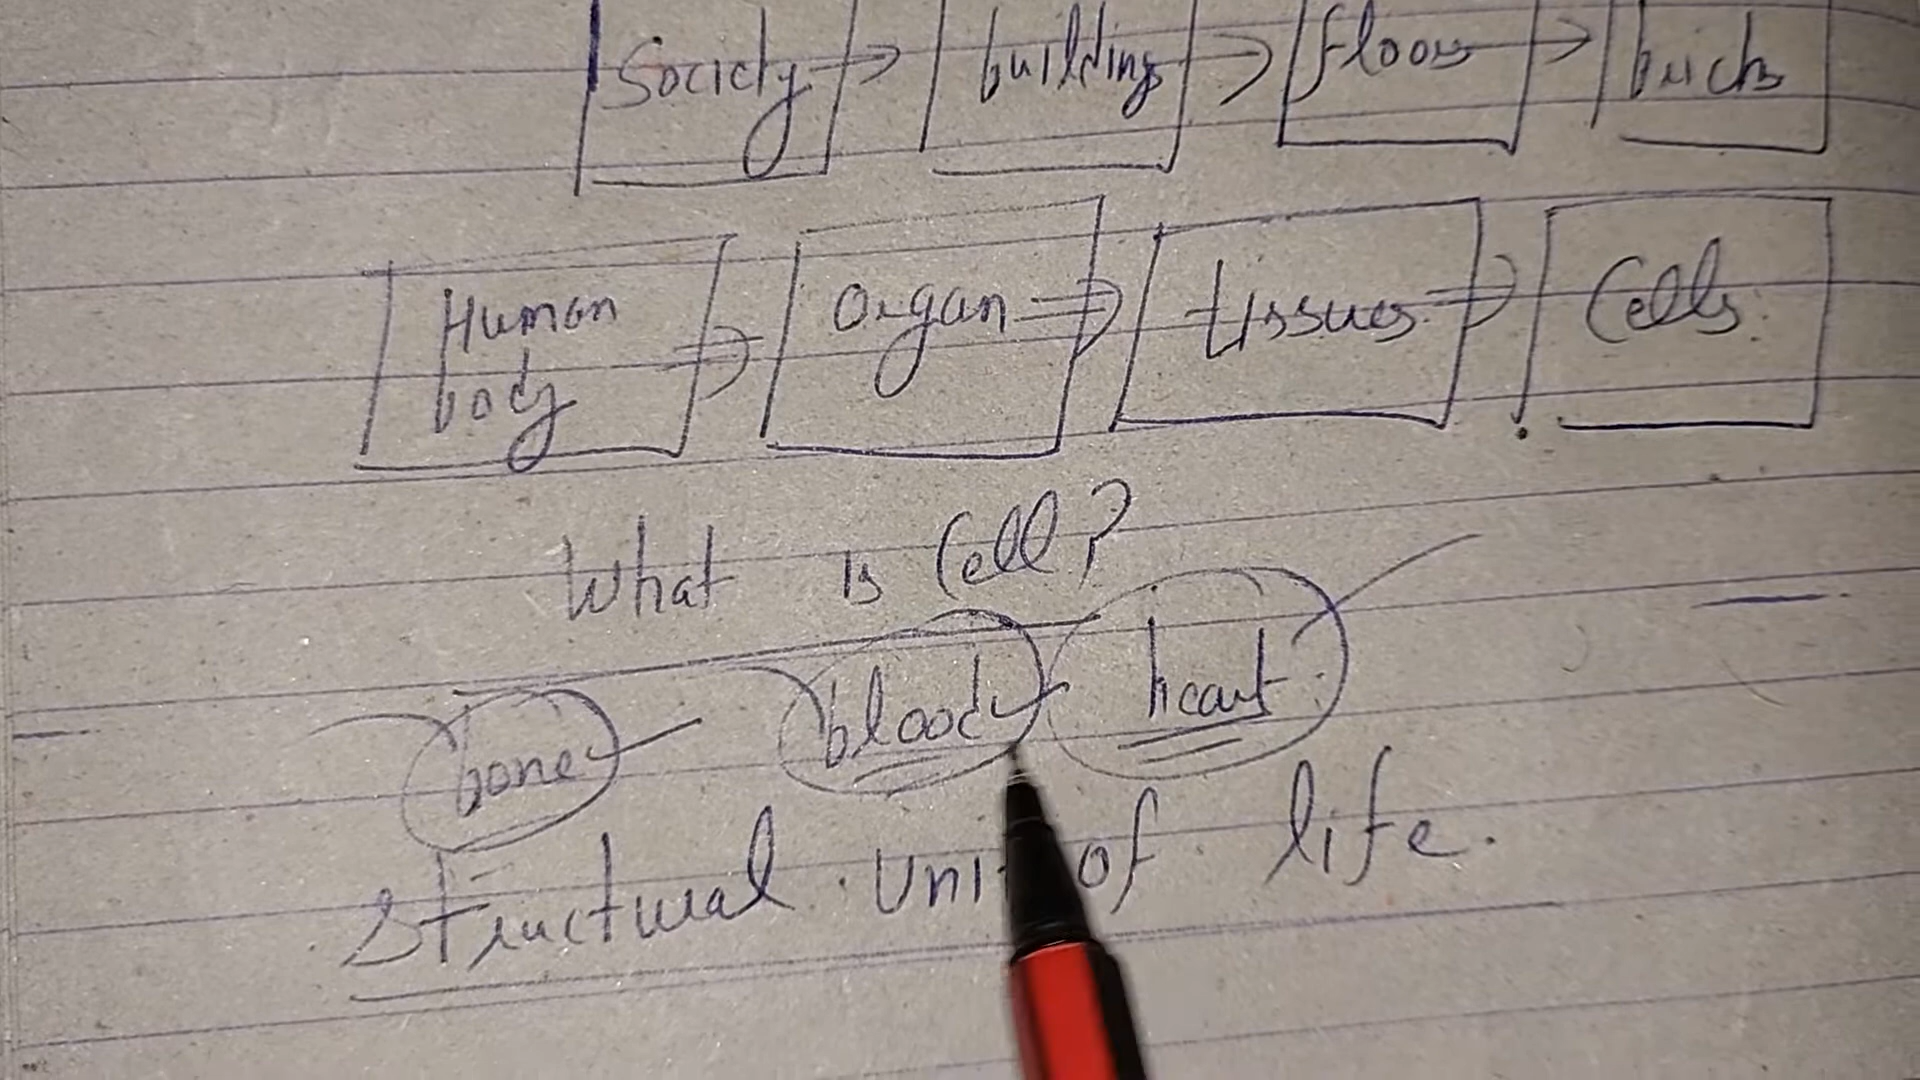 Society → building → floors → bricks
Human body ⇒ Organ ⇒ tissues ⇒ Cells
What is Cell?
bone blood heart
Structural unit of life.